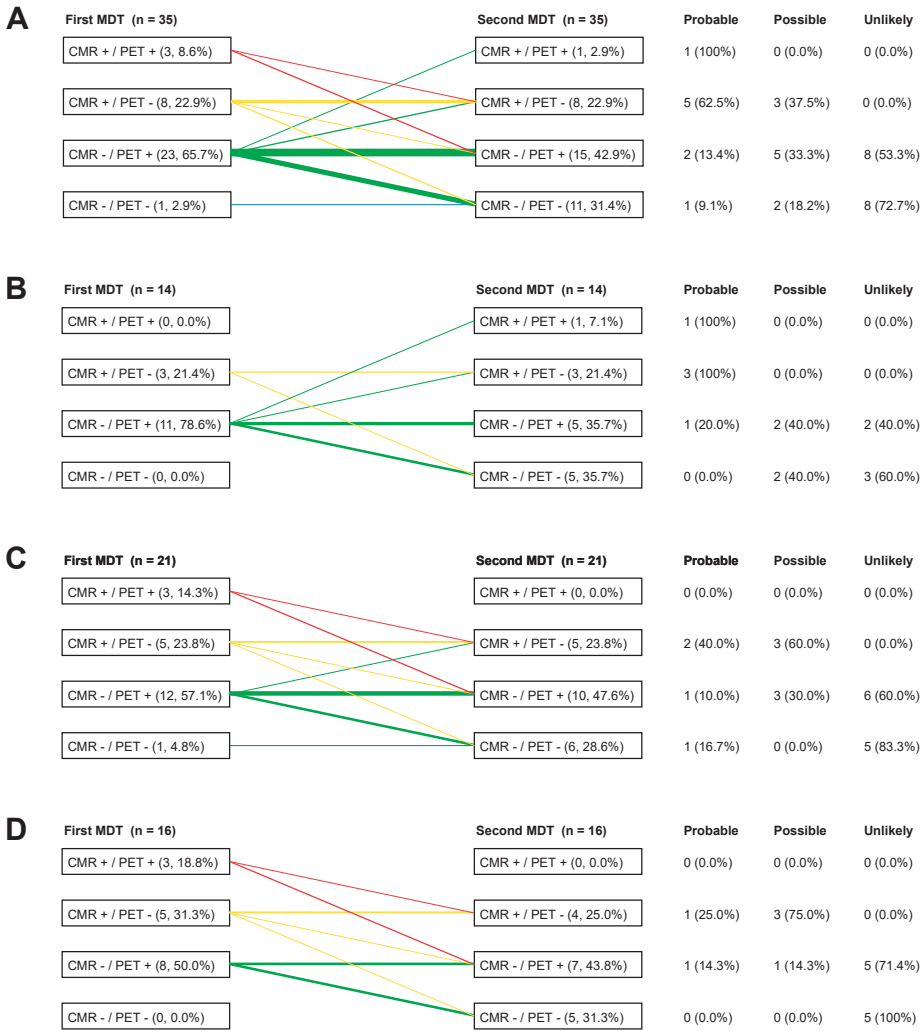 A
First MDT (n = 35) Second MDT (n = 35) Probable Possible Unlikely
CMR + / PET + (3, 8.6%) CMR + / PET + (1, 2.9%) 1 (100%) 0 (0.0%) 0 (0.0%)
CMR + / PET - (8, 22.9%) CMR + / PET - (8, 22.9%) 5 (62.5%) 3 (37.5%) 0 (0.0%)
CMR - / PET + (23, 65.7%) CMR - / PET + (15, 42.9%) 2 (13.4%) 5 (33.3%) 8 (53.3%)
CMR - / PET - (1, 2.9%) CMR - / PET - (11, 31.4%) 1 (9.1%) 2 (18.2%) 8 (72.7%)
B
First MDT (n = 14) Second MDT (n = 14) Probable Possible Unlikely
CMR + / PET + (0, 0.0%) CMR + / PET + (1, 7.1%) 1 (100%) 0 (0.0%) 0 (0.0%)
CMR + / PET - (3, 21.4%) CMR + / PET - (3, 21.4%) 3 (100%) 0 (0.0%) 0 (0.0%)
CMR - / PET + (11, 78.6%) CMR - / PET + (5, 35.7%) 1 (20.0%) 2 (40.0%) 2 (40.0%)
CMR - / PET - (0, 0.0%) CMR - / PET - (5, 35.7%) 0 (0.0%) 2 (40.0%) 3 (60.0%)
C
First MDT (n = 21) Second MDT (n = 21) Probable Possible Unlikely
CMR + / PET + (3, 14.3%) CMR + / PET + (0, 0.0%) 0 (0.0%) 0 (0.0%) 0 (0.0%)
CMR + / PET - (5, 23.8%) CMR + / PET - (5, 23.8%) 2 (40.0%) 3 (60.0%) 0 (0.0%)
CMR - / PET + (12, 57.1%) CMR - / PET + (10, 47.6%) 1 (10.0%) 3 (30.0%) 6 (60.0%)
CMR - / PET - (1, 4.8%) CMR - / PET - (6, 28.6%) 1 (16.7%) 0 (0.0%) 5 (83.3%)
D
First MDT (n = 16) Second MDT (n = 16) Probable Possible Unlikely
CMR + / PET + (3, 18.8%) CMR + / PET + (0, 0.0%) 0 (0.0%) 0 (0.0%) 0 (0.0%)
CMR + / PET - (5, 31.3%) CMR + / PET - (4, 25.0%) 1 (25.0%) 3 (75.0%) 0 (0.0%)
CMR - / PET + (8, 50.0%) CMR - / PET + (7, 43.8%) 1 (14.3%) 1 (14.3%) 5 (71.4%)
CMR - / PET - (0, 0.0%) CMR - / PET - (5, 31.3%) 0 (0.0%) 0 (0.0%) 5 (100%)